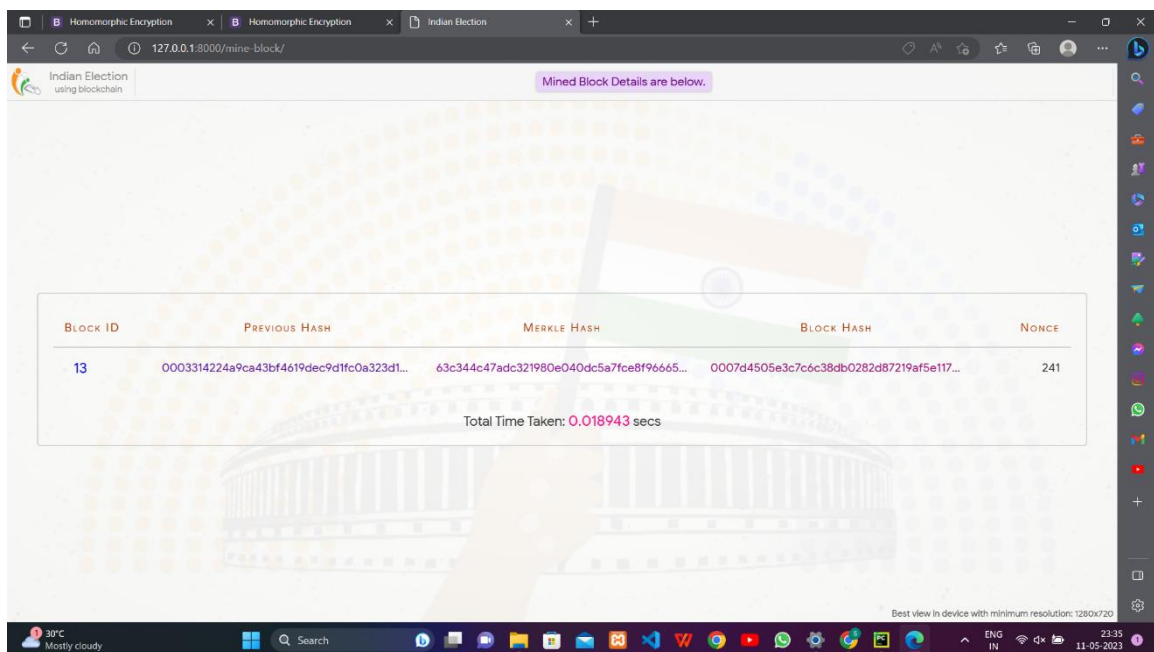 B Homomorphic Encryption B Homomorphic Encryption Indian Election
127.0.0.1:8000/mine-block/
Indian Election
using blockchain
Mined Block Details are below.
BLOCK ID PREVIOUS HASH MERKLE HASH BLOCK HASH NONCE
13 0003314224a9ca43bf4619dec9d1fc0a323d1... 63c344c47adc321980e040dc5a7fce8f96665... 0007d4505e3c7c6c38db0282d87219af5e117... 241
Total Time Taken: 0.018943 secs
Best view in device with minimum resolution: 1280x720
1 30°C
Mostly cloudy
Search
ENG
IN
23:35
11-05-2023
1